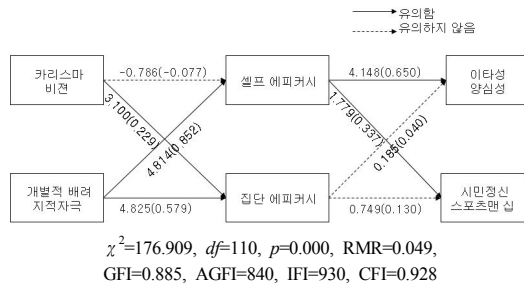 유의함
유의하지 않음
카리스마
비젼
-0.786(-0.077)
셀프 에피커시
4.148(0.650)
이타성
양심성
3.100(0.229)
4.814(0.852)
1.779(0.337)
0.185(0.040)
개별적 배려
지적자극
4.825(0.579)
집단 에피커시
0.749(0.130)
시민정신
스포츠맨 십
χ²=176.909, df=110, p=0.000, RMR=0.049,
GFI=0.885, AGFI=840, IFI=930, CFI=0.928